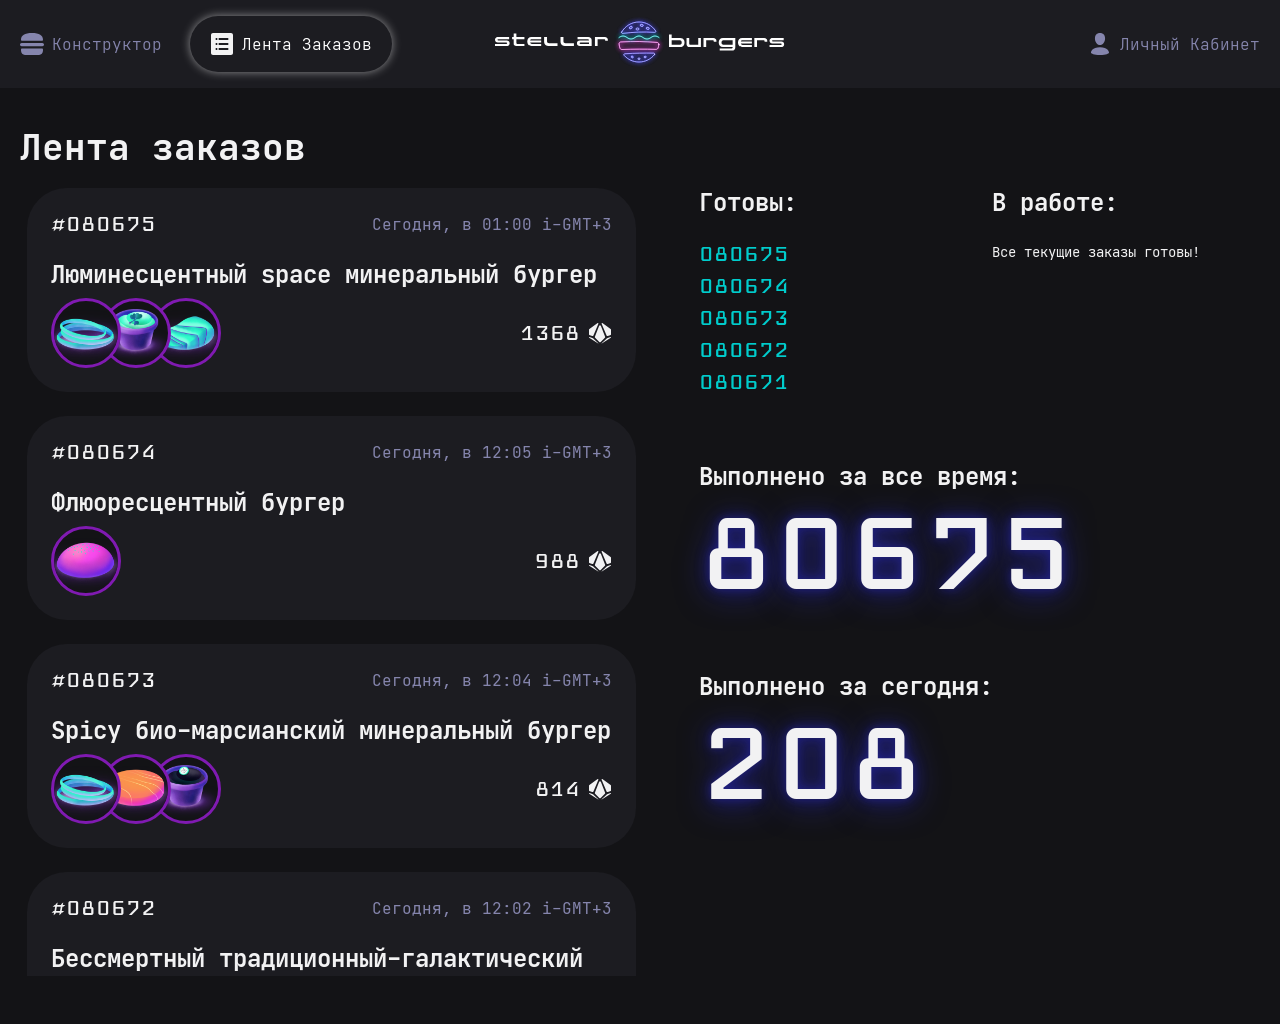 Конструктор
Лента Заказов
stellar burgers
Личный Кабинет
Лента заказов
#080675
Сегодня, в 01:00 i-GMT+3
Люминесцентный space минеральный бургер
1368
#080674
Сегодня, в 12:05 i-GMT+3
Флюоресцентный бургер
988
#080673
Сегодня, в 12:04 i-GMT+3
Spicy био-марсианский минеральный бургер
814
#080672
Сегодня, в 12:02 i-GMT+3
Бессмертный традиционный-галактический
Готовы:
080675
080674
080673
080672
080671
В работе:
Все текущие заказы готовы!
Выполнено за все время:
80675
Выполнено за сегодня:
208